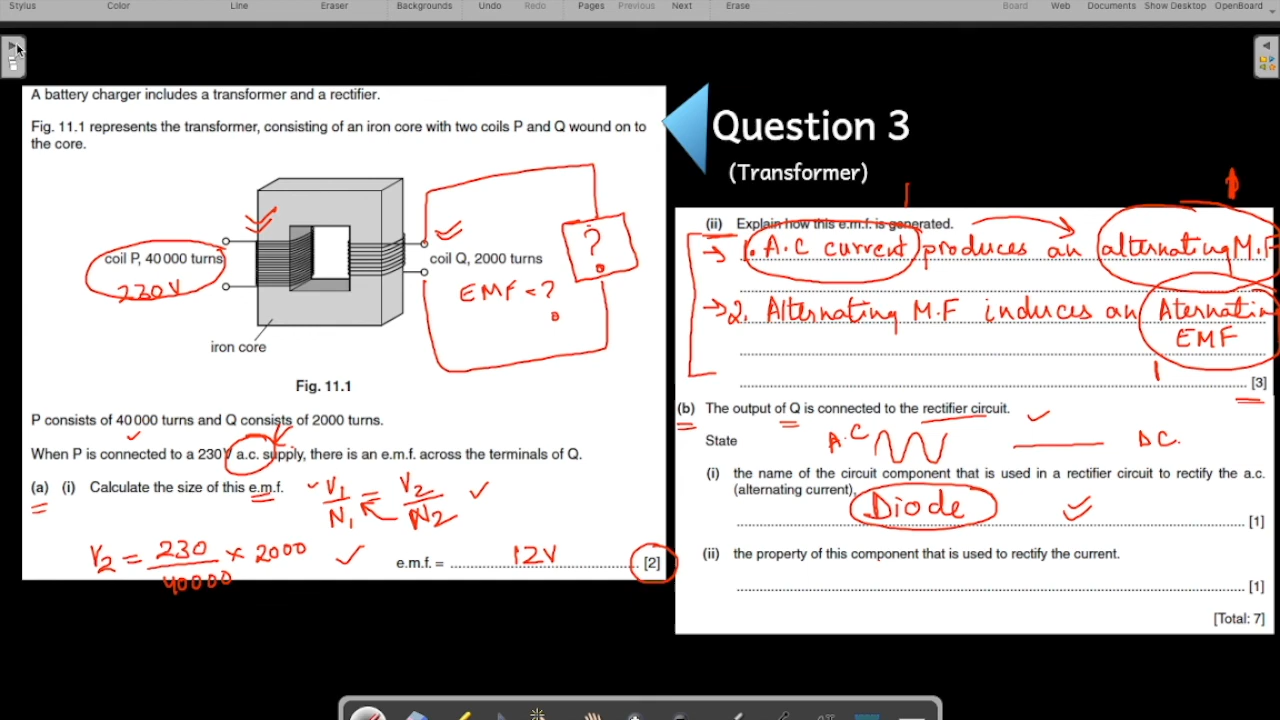 Stylus Color Line Eraser Backgrounds Undo Redo Pages Previous Next Erase Board Web Documents Show Desktop OpenBoard
A battery charger includes a transformer and a rectifier.
Fig. 11.1 represents the transformer, consisting of an iron core with two coils P and Q wound on to
the core.
coil P, 40 000 turns
230V
coil Q, 2000 turns
?
EMF = ?
iron core
Fig. 11.1
P consists of 40 000 turns and Q consists of 2000 turns.
When P is connected to a 230 V a.c. supply, there is an e.m.f. across the terminals of Q.
(a) (i) Calculate the size of this e.m.f.
V1/N1 = V2/N2
V2 = 230/40000 × 2000
e.m.f. = 12V [2]
Question 3
(Transformer)
(ii) Explain how this e.m.f. is generated.
1. A.C current produces an alternating M.F
2. Alternating M.F induces an Aternatin
EMF
[3]
(b) The output of Q is connected to the rectifier circuit.
State A.C DC.
(i) the name of the circuit component that is used in a rectifier circuit to rectify the a.c.
(alternating current),
Diode
[1]
(ii) the property of this component that is used to rectify the current.
[1]
[Total: 7]